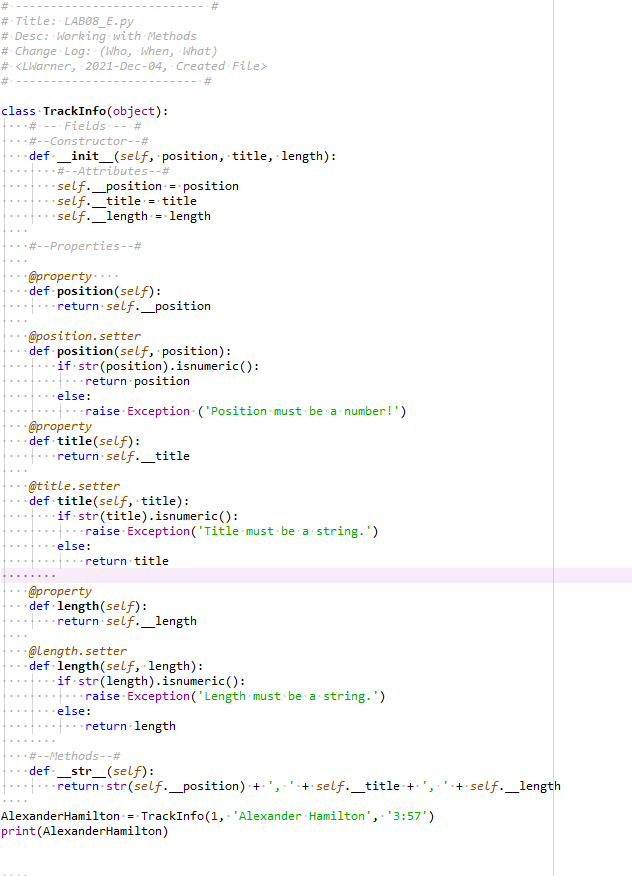 # --------------------------- #
# Title: LAB08_E.py
# Desc: Working with Methods
# Change Log: (Who, When, What)
# <LWarner, 2021-Dec-04, Created File>
# -------------------------- #

class TrackInfo(object):
    # -- Fields -- #
    #--Constructor--#
    def __init__(self, position, title, length):
        #--Attributes--#
        self.__position = position
        self.__title = title
        self.__length = length
    
    #--Properties--#
    
    @property
    def position(self):
        return self.__position
    
    @position.setter
    def position(self, position):
        if str(position).isnumeric():
            return position
        else:
            raise Exception ('Position must be a number!')
    @property
    def title(self):
        return self.__title
    
    @title.setter
    def title(self, title):
        if str(title).isnumeric():
            raise Exception('Title must be a string.')
        else:
            return title
        
    @property
    def length(self):
        return self.__length
    
    @length.setter
    def length(self, length):
        if str(length).isnumeric():
            raise Exception('Length must be a string.')
        else:
            return length
        
    #--Methods--#
    def __str__(self):
        return str(self.__position) + ', ' + self.__title + ', ' + self.__length
    
AlexanderHamilton = TrackInfo(1, 'Alexander Hamilton', '3:57')
print(AlexanderHamilton)